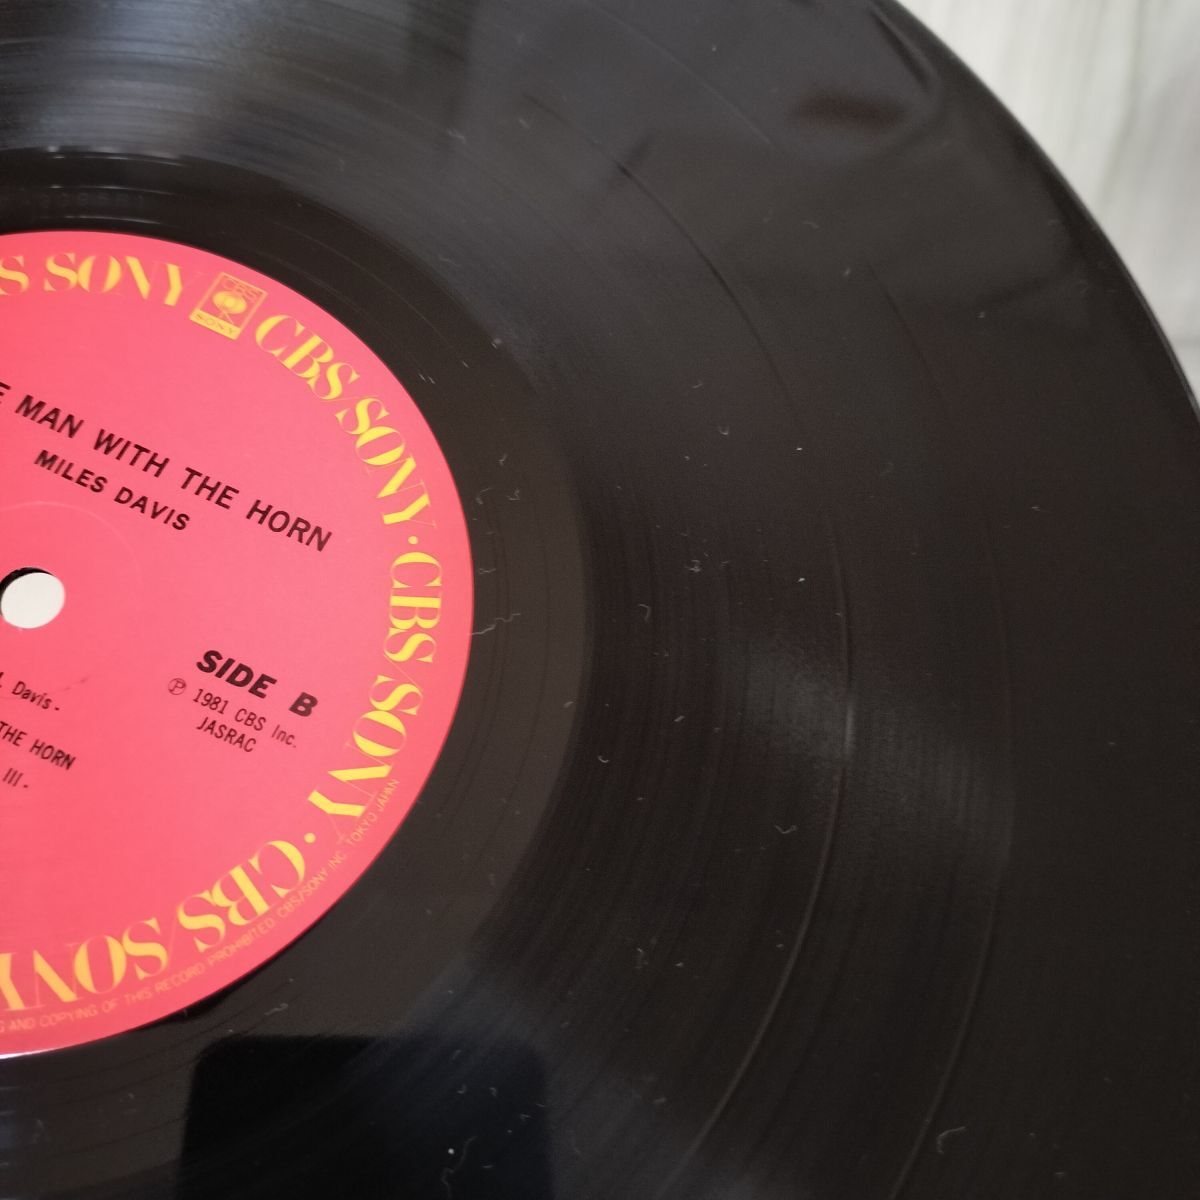 SONY
CBS
SONY
CBS/SONY · CBS/SONY · CBS/SONY
MAN WITH THE HORN
MILES DAVIS
SIDE B
Ⓟ 1981 CBS Inc.
JASRAC
Davis-
THE HORN
III-
AND COPYING OF THIS RECORD PROHIBITED. CBS/SONY INC. TOKYO JAPAN